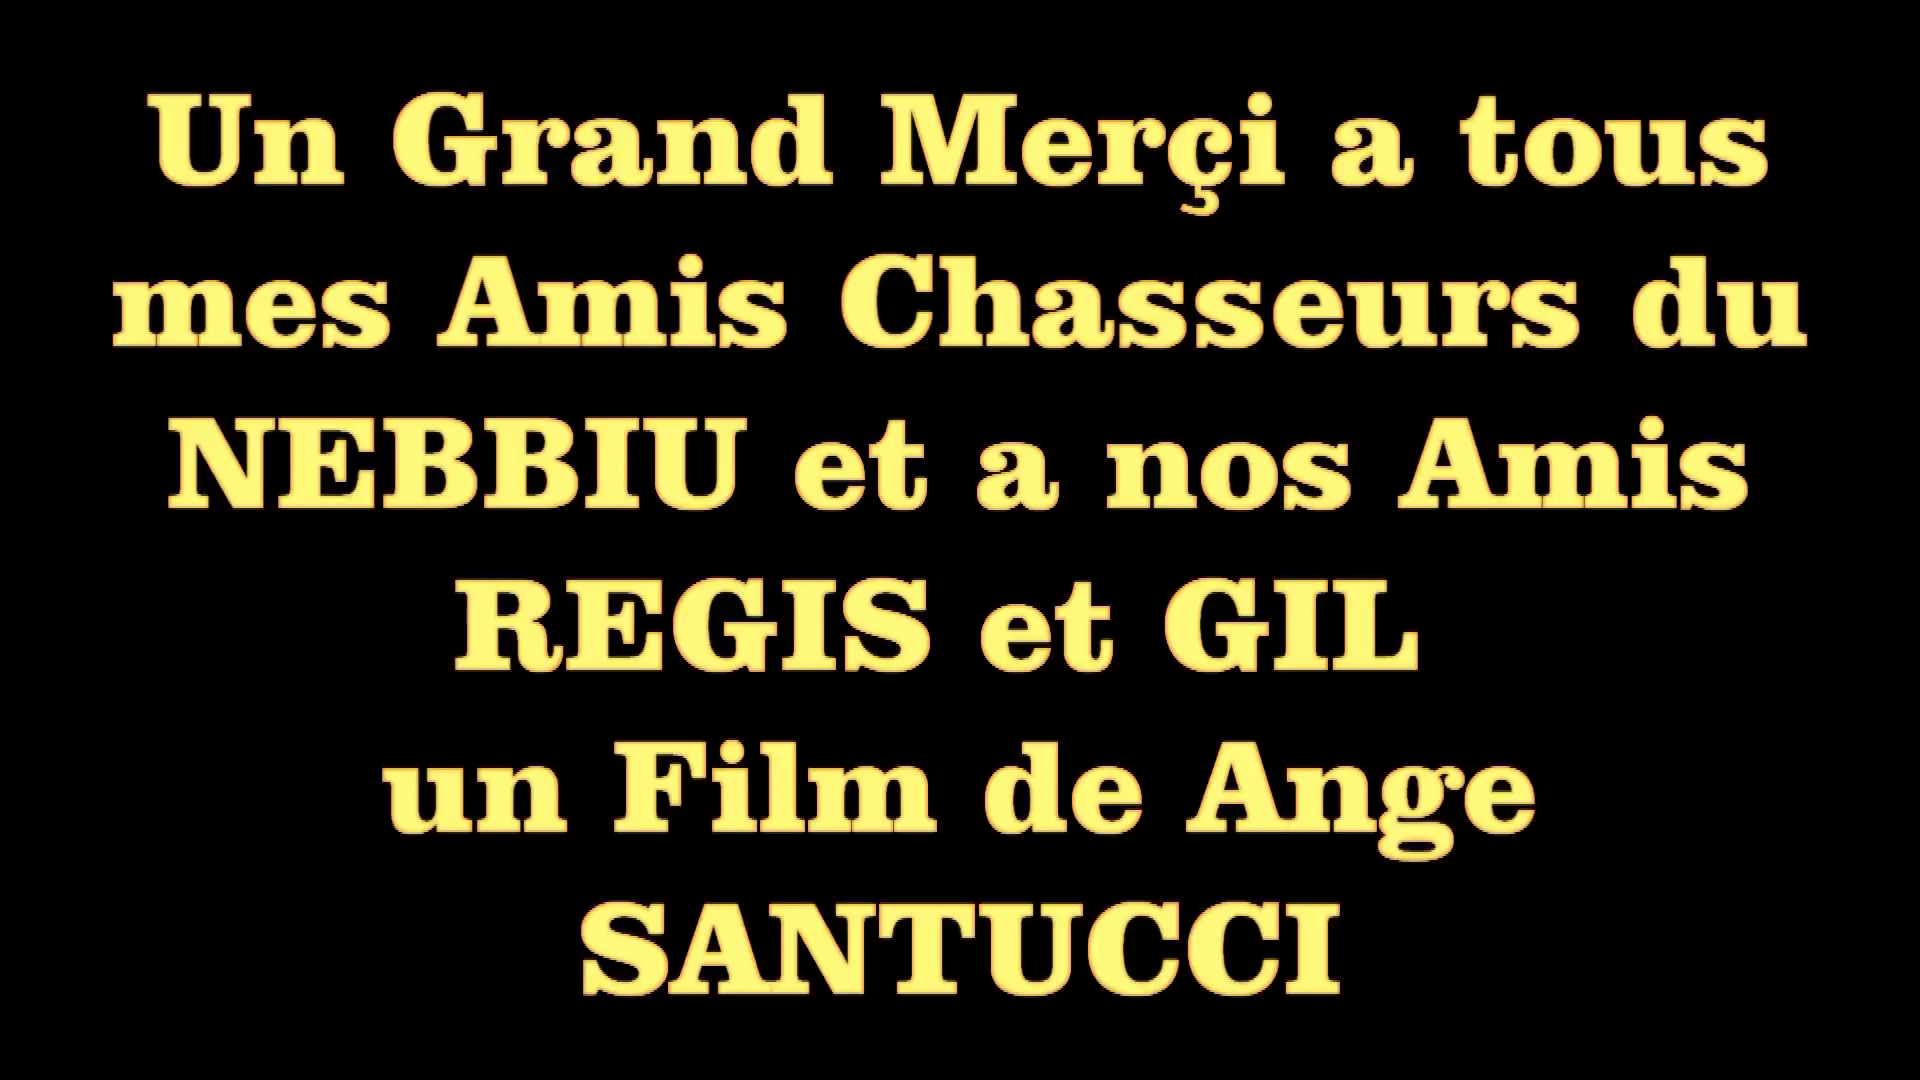 Un Grand Merçi a tous
mes Amis Chasseurs du
NEBBIU et a nos Amis
REGIS et GIL
un Film de Ange
SANTUCCI